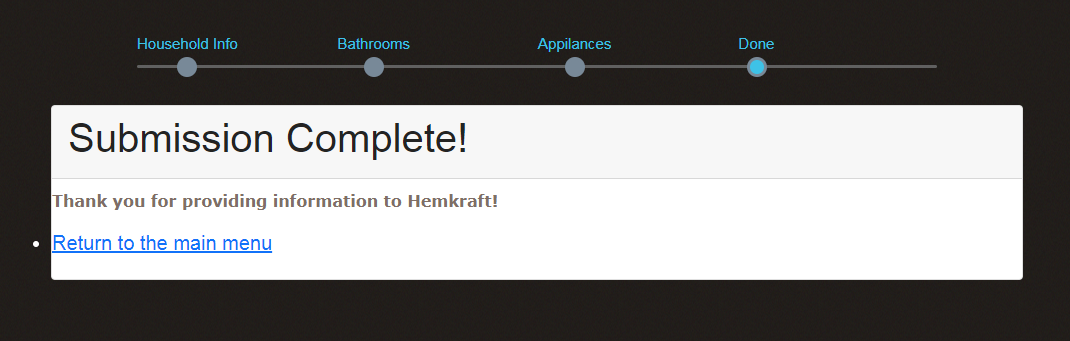 Household Info Bathrooms Appilances Done
Submission Complete!
Thank you for providing information to Hemkraft!
Return to the main menu